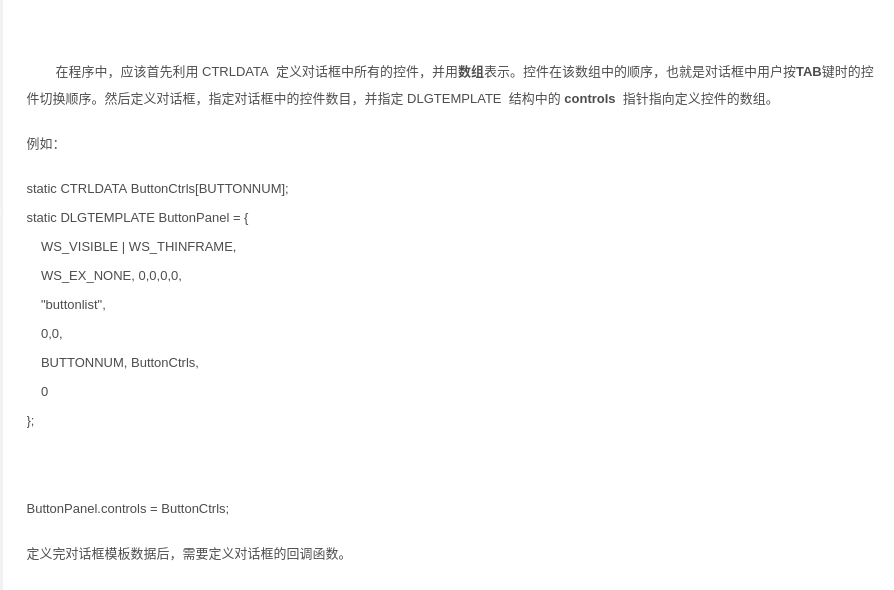 在程序中，应该首先利用 CTRLDATA  定义对话框中所有的控件，并用数组表示。控件在该数组中的顺序，也就是对话框中用户按TAB键时的控
件切换顺序。然后定义对话框，指定对话框中的控件数目，并指定 DLGTEMPLATE  结构中的 controls  指针指向定义控件的数组。
例如：
static CTRLDATA ButtonCtrls[BUTTONNUM];
static DLGTEMPLATE ButtonPanel = {
WS_VISIBLE | WS_THINFRAME,
WS_EX_NONE, 0,0,0,0,
"buttonlist",
0,0,
BUTTONNUM, ButtonCtrls,
0
};
ButtonPanel.controls = ButtonCtrls;
定义完对话框模板数据后，需要定义对话框的回调函数。